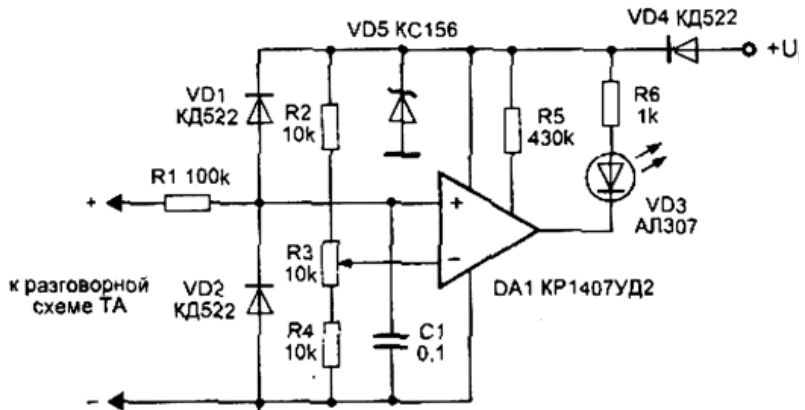 VD4 КД522
VD5 КС156
VD1
КД522
R2
10k
R5
430k
R6
1k
R1 100k
+
+
−
VD3
АЛ307
R3
10k
к разговорной
схеме ТА
VD2
КД522
DA1 КР1407УД2
R4
10k
C1
0,1
−